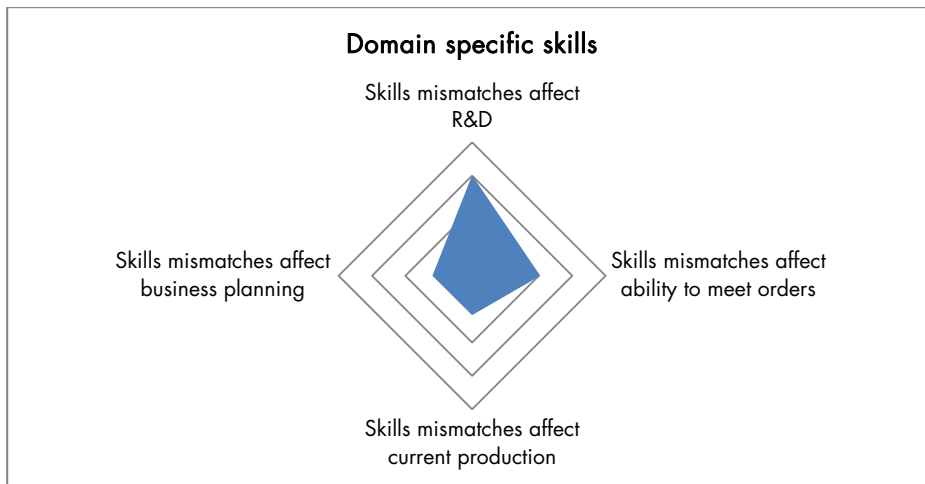 Domain specific skills
Skills mismatches affect
R&D
Skills mismatches affect
business planning
Skills mismatches affect
ability to meet orders
Skills mismatches affect
current production